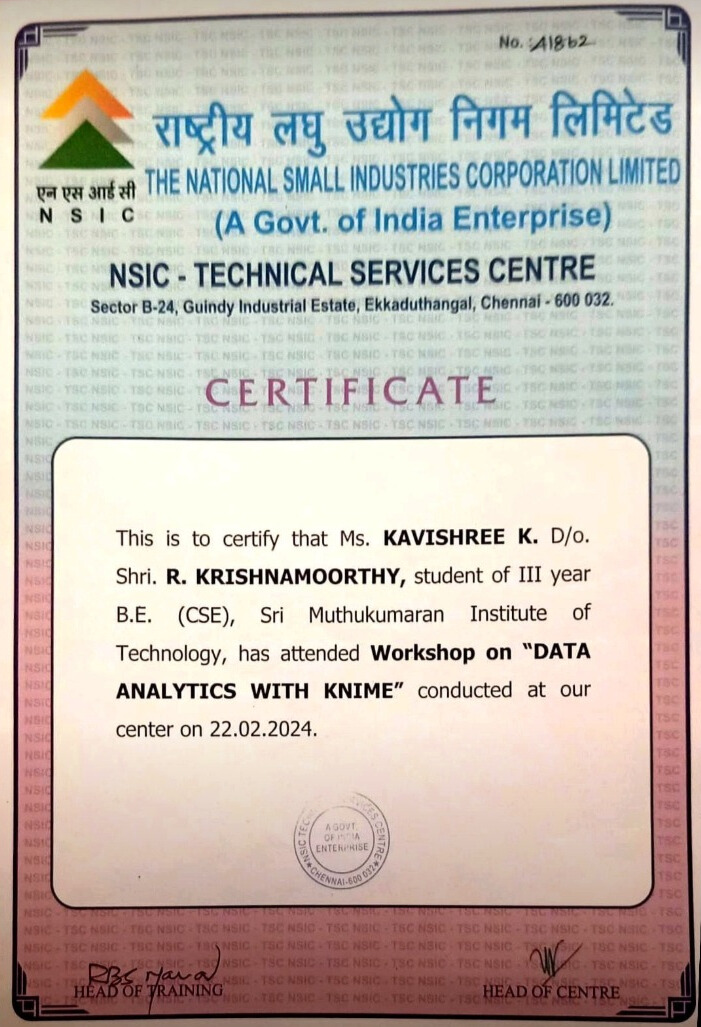 No. :A1862
राष्ट्रीय लघु उद्योग निगम लिमिटेड
एन एस आई सी
N S I C
THE NATIONAL SMALL INDUSTRIES CORPORATION LIMITED
(A Govt. of India Enterprise)
NSIC - TECHNICAL SERVICES CENTRE
Sector B-24, Guindy Industrial Estate, Ekkaduthangal, Chennai - 600 032.
CERTIFICATE
This is to certify that Ms. KAVISHREE K. D/o.
Shri. R. KRISHNAMOORTHY, student of III year
B.E. (CSE), Sri Muthukumaran Institute of
Technology, has attended Workshop on “DATA
ANALYTICS WITH KNIME” conducted at our
center on 22.02.2024.
SERVICES CENTRE
A GOVT.
OF INDIA
ENTERPRISE
CHENNAI-600 032
HEAD OF TRAINING
HEAD OF CENTRE